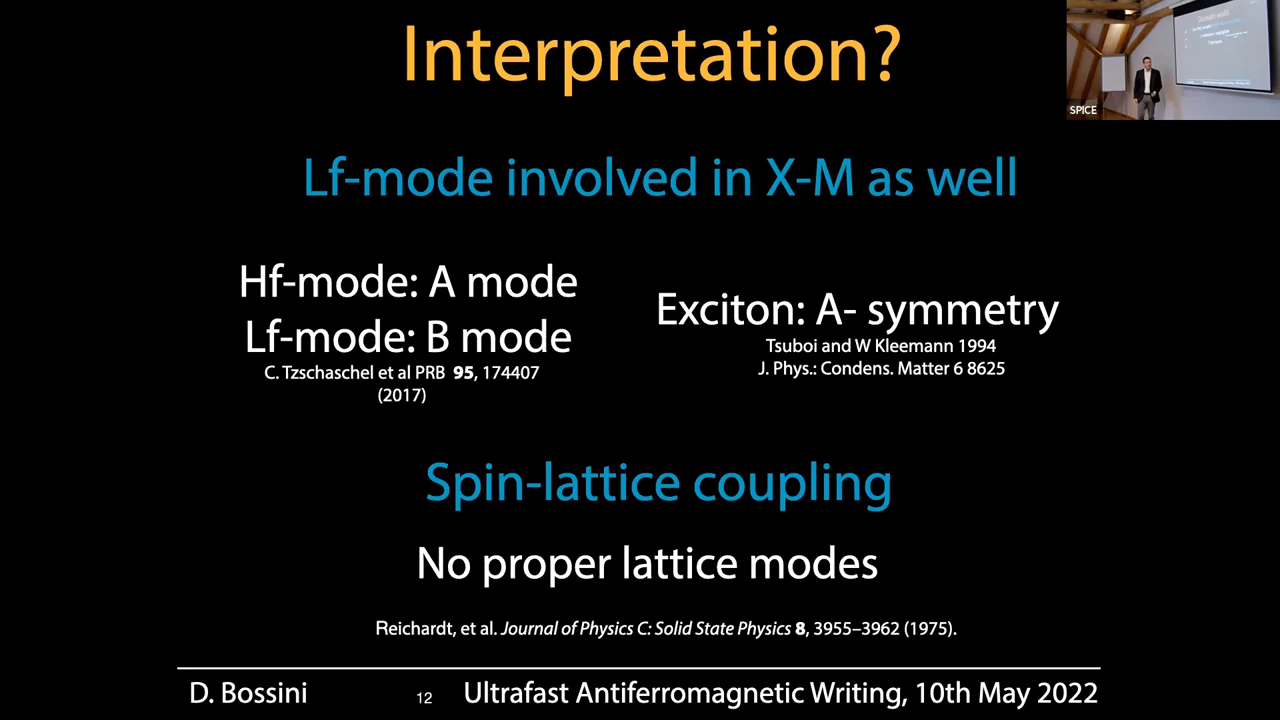 Interpretation?
SPICE
Lf-mode involved in X-M as well
Hf-mode: A mode
Lf-mode: B mode
C. Tzschaschel et al PRB 95, 174407
(2017)
Exciton: A- symmetry
Tsuboi and W Kleemann 1994
J. Phys.: Condens. Matter 6 8625
Spin-lattice coupling
No proper lattice modes
Reichardt, et al. Journal of Physics C: Solid State Physics 8, 3955–3962 (1975).
D. Bossini
12
Ultrafast Antiferromagnetic Writing, 10th May 2022